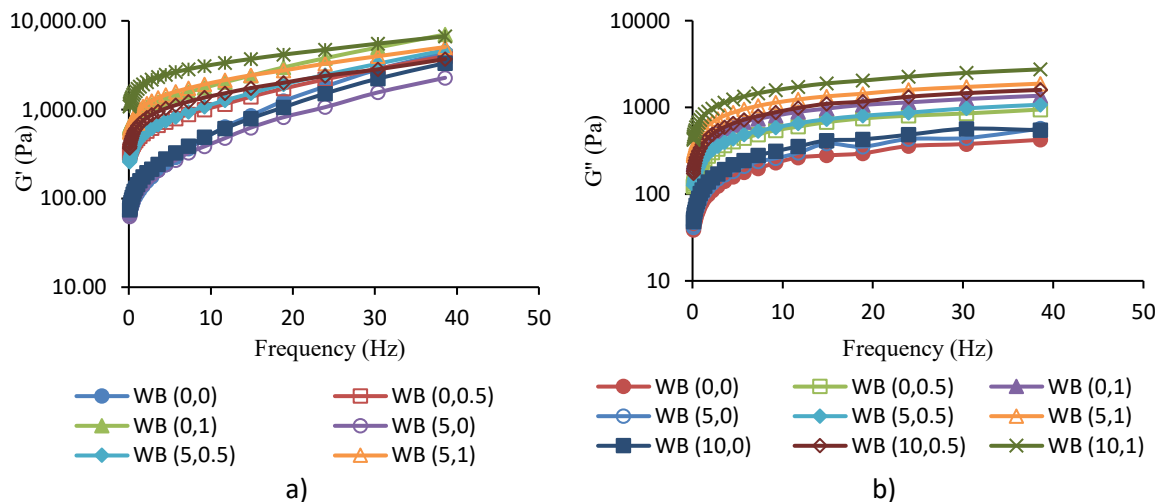 10,000.00
1,000.00
100.00
10.00
G' (Pa)
0 10 20 30 40 50
Frequency (Hz)
WB (0,0) WB (0,0.5)
WB (0,1) WB (5,0)
WB (5,0.5) WB (5,1)
a)
10000
1000
100
10
G" (Pa)
0 10 20 30 40 50
Frequency (Hz)
WB (0,0) WB (0,0.5) WB (0,1)
WB (5,0) WB (5,0.5) WB (5,1)
WB (10,0) WB (10,0.5) WB (10,1)
b)